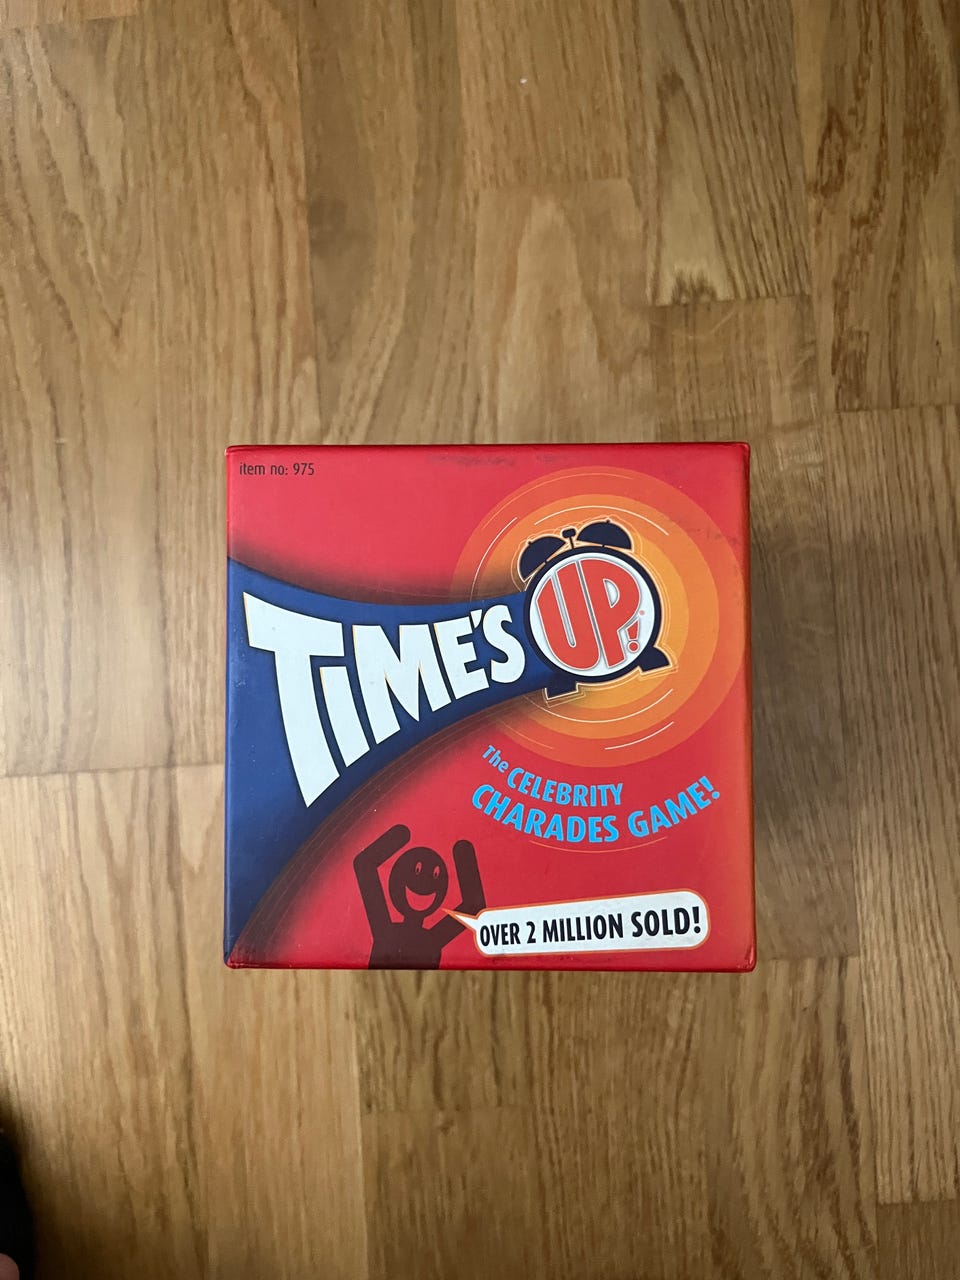 item no: 975
TiME'S UP!
The CELEBRITY
CHARADES GAME!
OVER 2 MILLION SOLD!